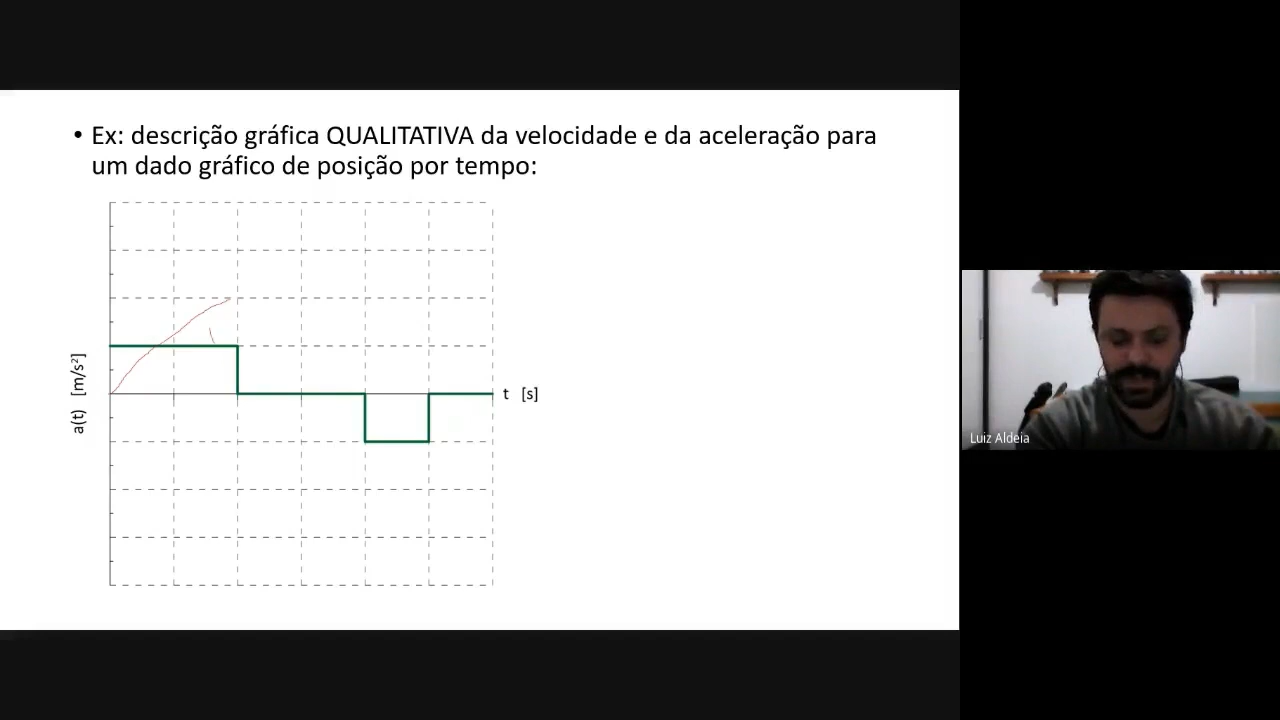 • Ex: descrição gráfica QUALITATIVA da velocidade e da aceleração para
um dado gráfico de posição por tempo:
a(t) [m/s²]
t [s]
Luiz Aldeia